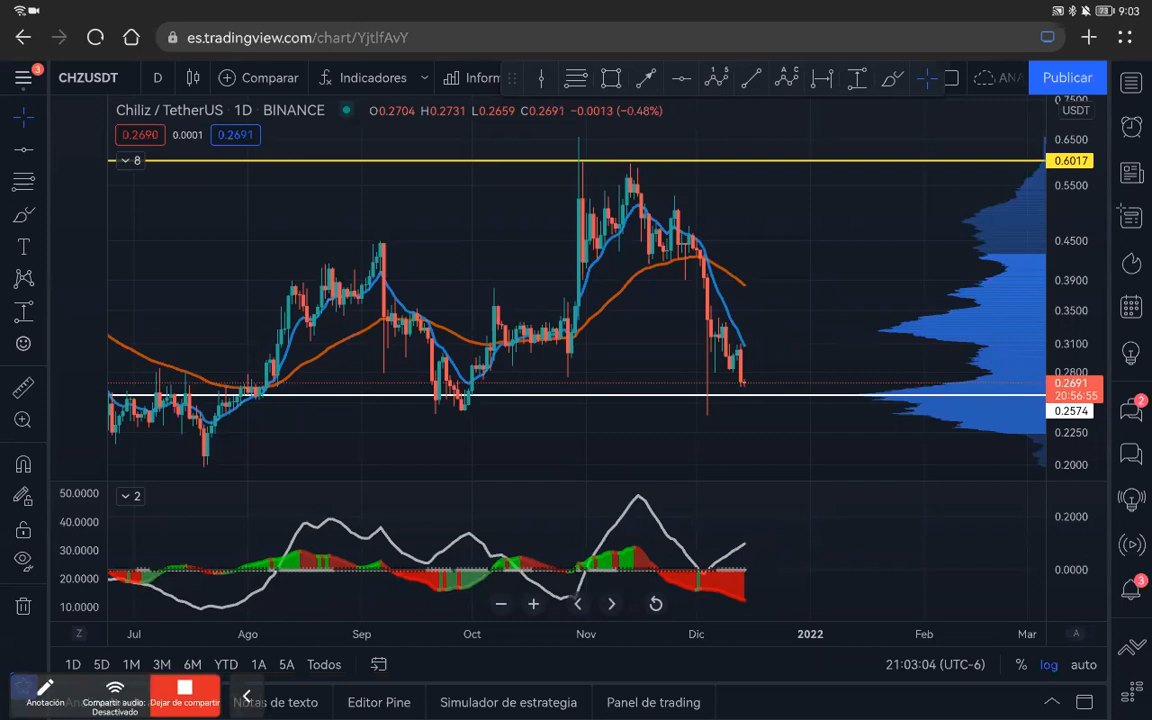 9:03
es.tradingview.com/chart/YjtlfAvY
3
CHZUSDT D Comparar Indicadores Inform Publicar
Chiliz / TetherUS · 1D · BINANCE O0.2704 H0.2731 L0.2659 C0.2691 −0.0013 (−0.48%)
0.2690 0.0001 0.2691
8
0.7500
USDT
0.6500
0.6017
0.5500
0.4500
0.3900
0.3500
0.3100
0.2800
0.2691
20:56:55
0.2574
0.2250
0.2000
2
50.0000
40.0000
30.0000
20.0000
10.0000
0.2000
0.0000
2
3
Z Jul Ago Sep Oct Nov Dic 2022 Feb Mar A
1D 5D 1M 3M 6M YTD 1A 5A Todos 21:03:04 (UTC-6) % log auto
Anotación
Compartir audio:
Desactivado
Dejar de compartir
Notas de texto Editor Pine Simulador de estrategia Panel de trading